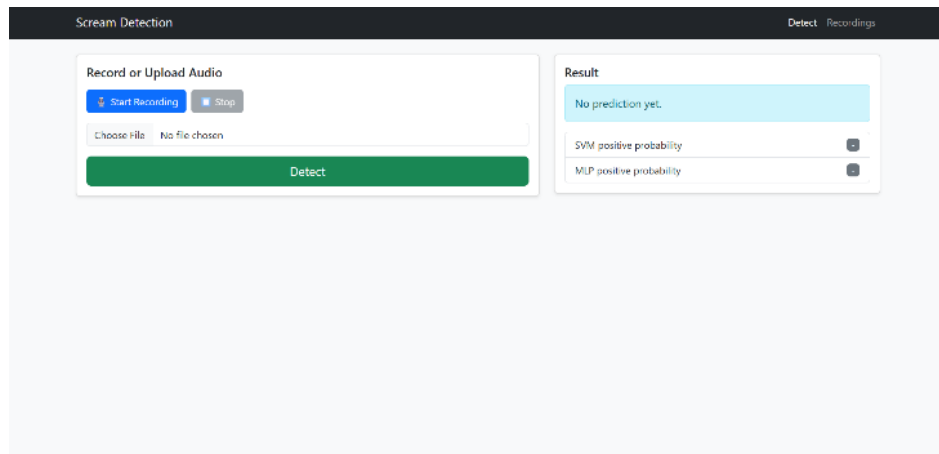 Scream Detection
Detect Recordings
Record or Upload Audio
Start Recording Stop
Choose File No file chosen
Detect
Result
No prediction yet.
SVM positive probability -
MLP positive probability -